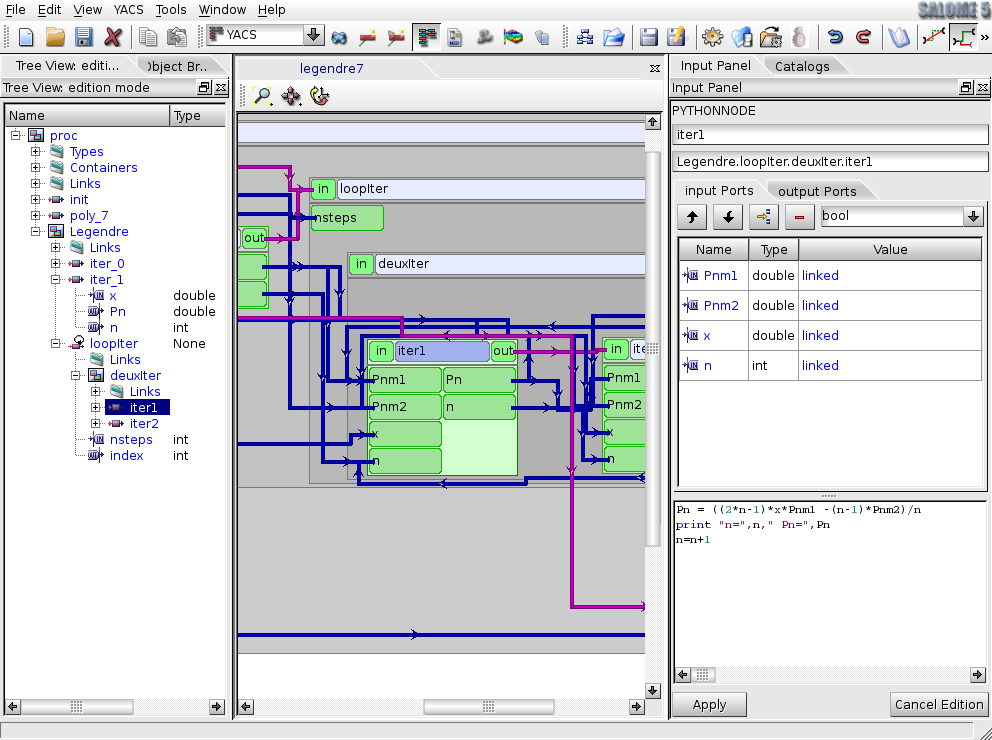 File Edit View YACS Tools Window Help
SALOME 5
YACS
Tree View: editi...
Object Br..
Tree View: edition mode
Name Type
proc
Types
Containers
Links
init
poly_7
Legendre
Links
iter_0
iter_1
x double
Pn double
n int
loopIter None
Links
deuxIter
Links
iter1
iter2
nsteps int
index int
legendre7
in loopIter
nsteps
out
in deuxIter
in iter1 out
Pnm1 Pn
Pnm2 n
x
n
in ite
Pnm1
Pnm2
x
n
Input Panel Catalogs
Input Panel
PYTHONNODE
iter1
Legendre.loopIter.deuxIter.iter1
input Ports output Ports
bool
Name Type Value
Pnm1 double linked
Pnm2 double linked
x double linked
n int linked
Pn = ((2*n-1)*x*Pnm1 -(n-1)*Pnm2)/n
print "n=",n," Pn=",Pn
n=n+1
Apply Cancel Edition